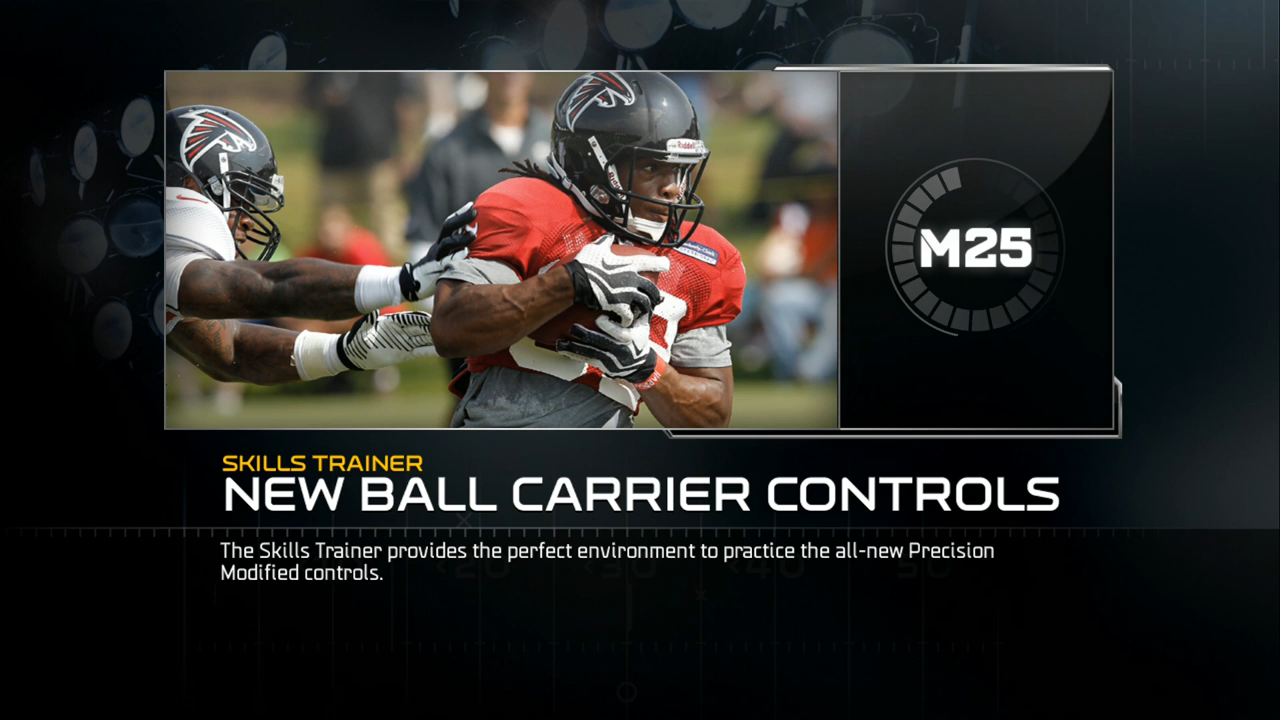 Riddell
M25
SKILLS TRAINER
NEW BALL CARRIER CONTROLS
The Skills Trainer provides the perfect environment to practice the all-new Precision
Modified controls.